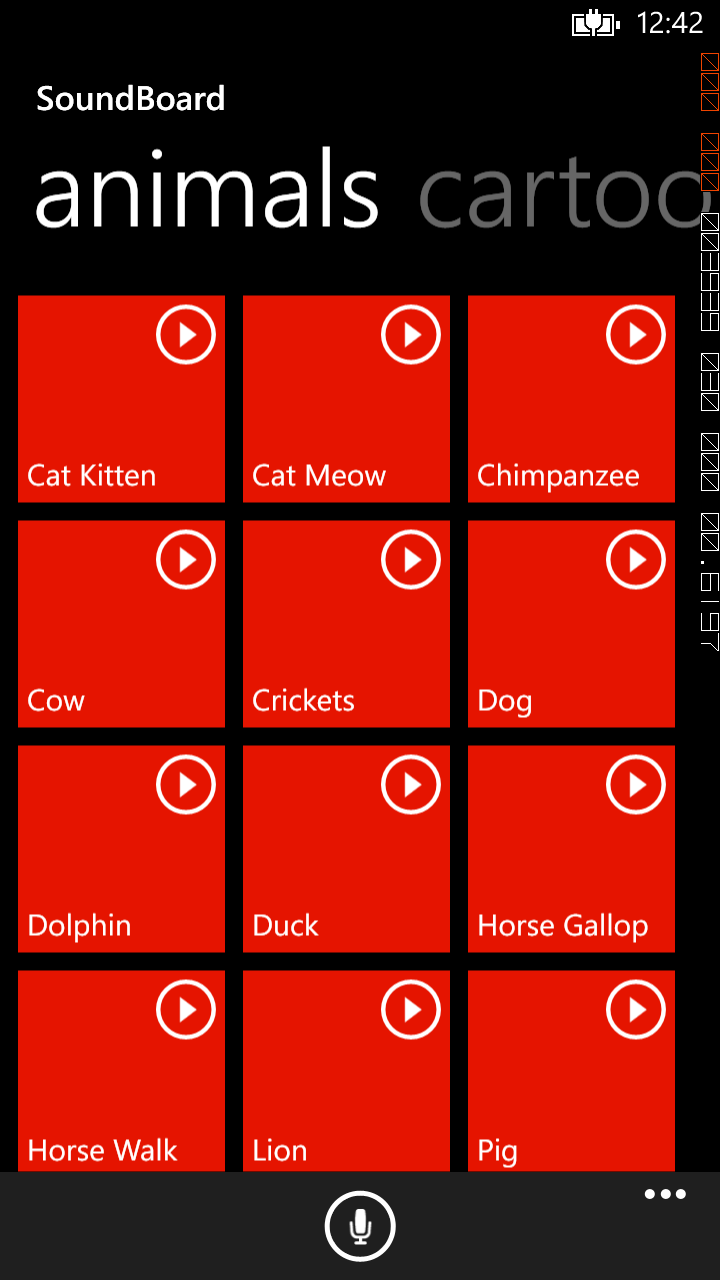 12:42
SoundBoard
animals cartoo
Cat Kitten Cat Meow Chimpanzee
Cow Crickets Dog
Dolphin Duck Horse Gallop
Horse Walk Lion Pig